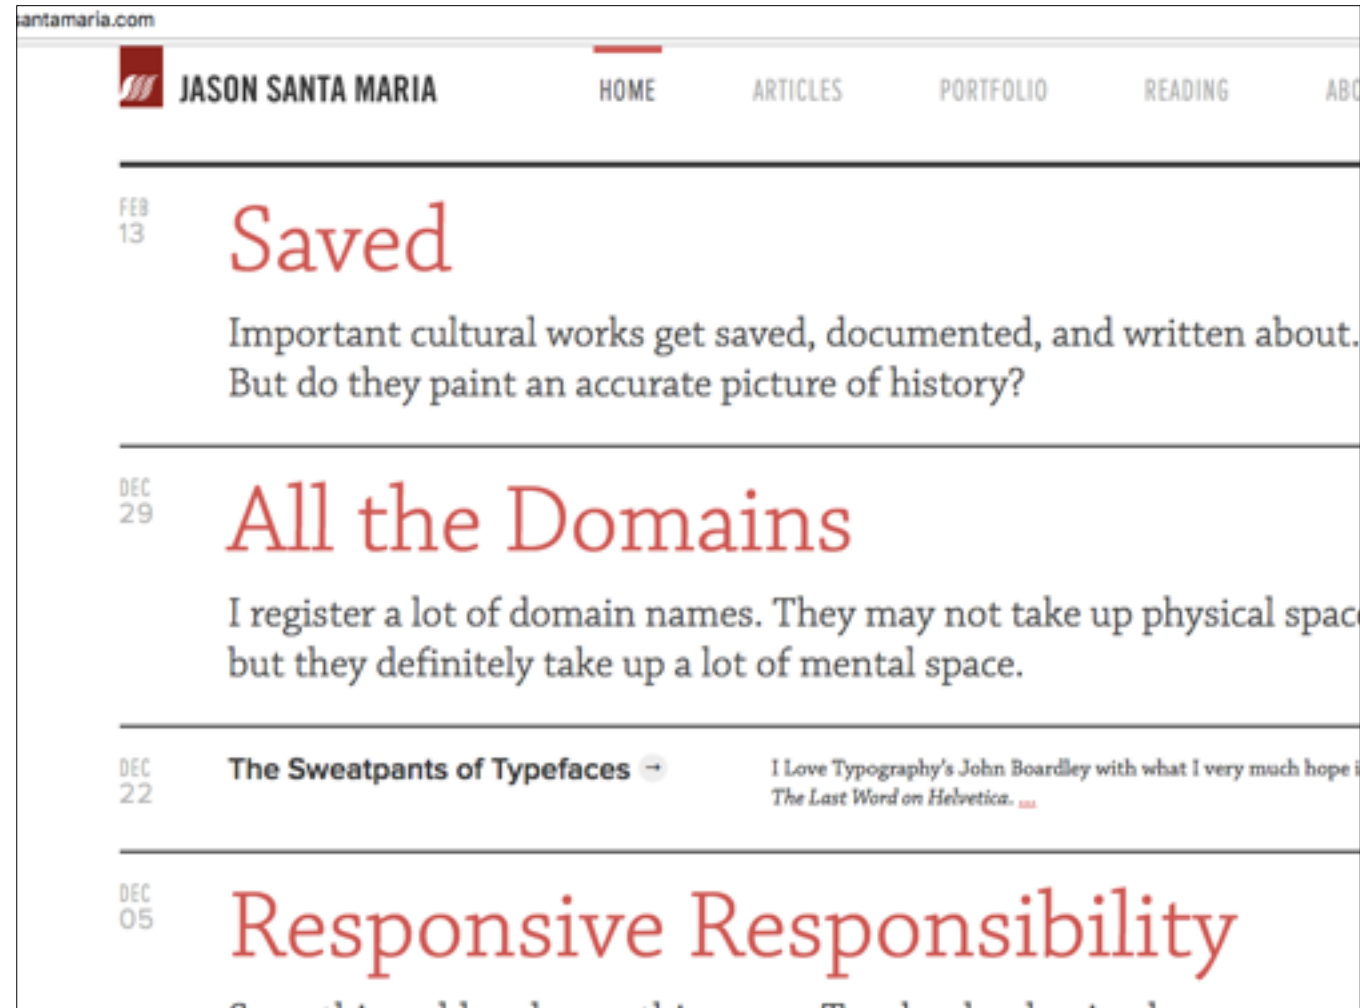 santamaria.com
JASON SANTA MARIA HOME ARTICLES PORTFOLIO READING
FEB
13
Saved
Important cultural works get saved, documented, and written about.
But do they paint an accurate picture of history?
DEC
29
All the Domains
I register a lot of domain names. They may not take up physical
but they definitely take up a lot of mental space.
DEC
22
The Sweatpants of Typefaces →
I Love Typography's John Boardley with what I very much hope
The Last Word on Helvetica. ...
DEC
05
Responsive Responsibility